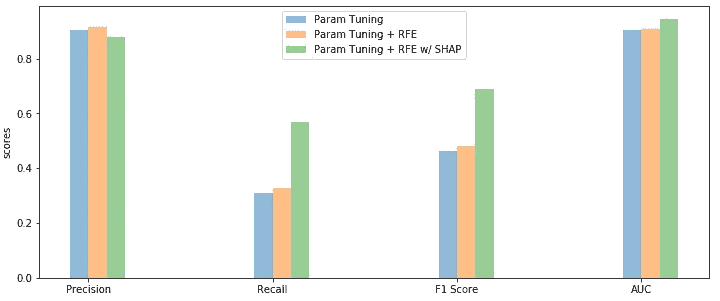 Param Tuning
Param Tuning + RFE
Param Tuning + RFE w/ SHAP
scores
0.8
0.6
0.4
0.2
0.0
Precision
Recall
F1 Score
AUC